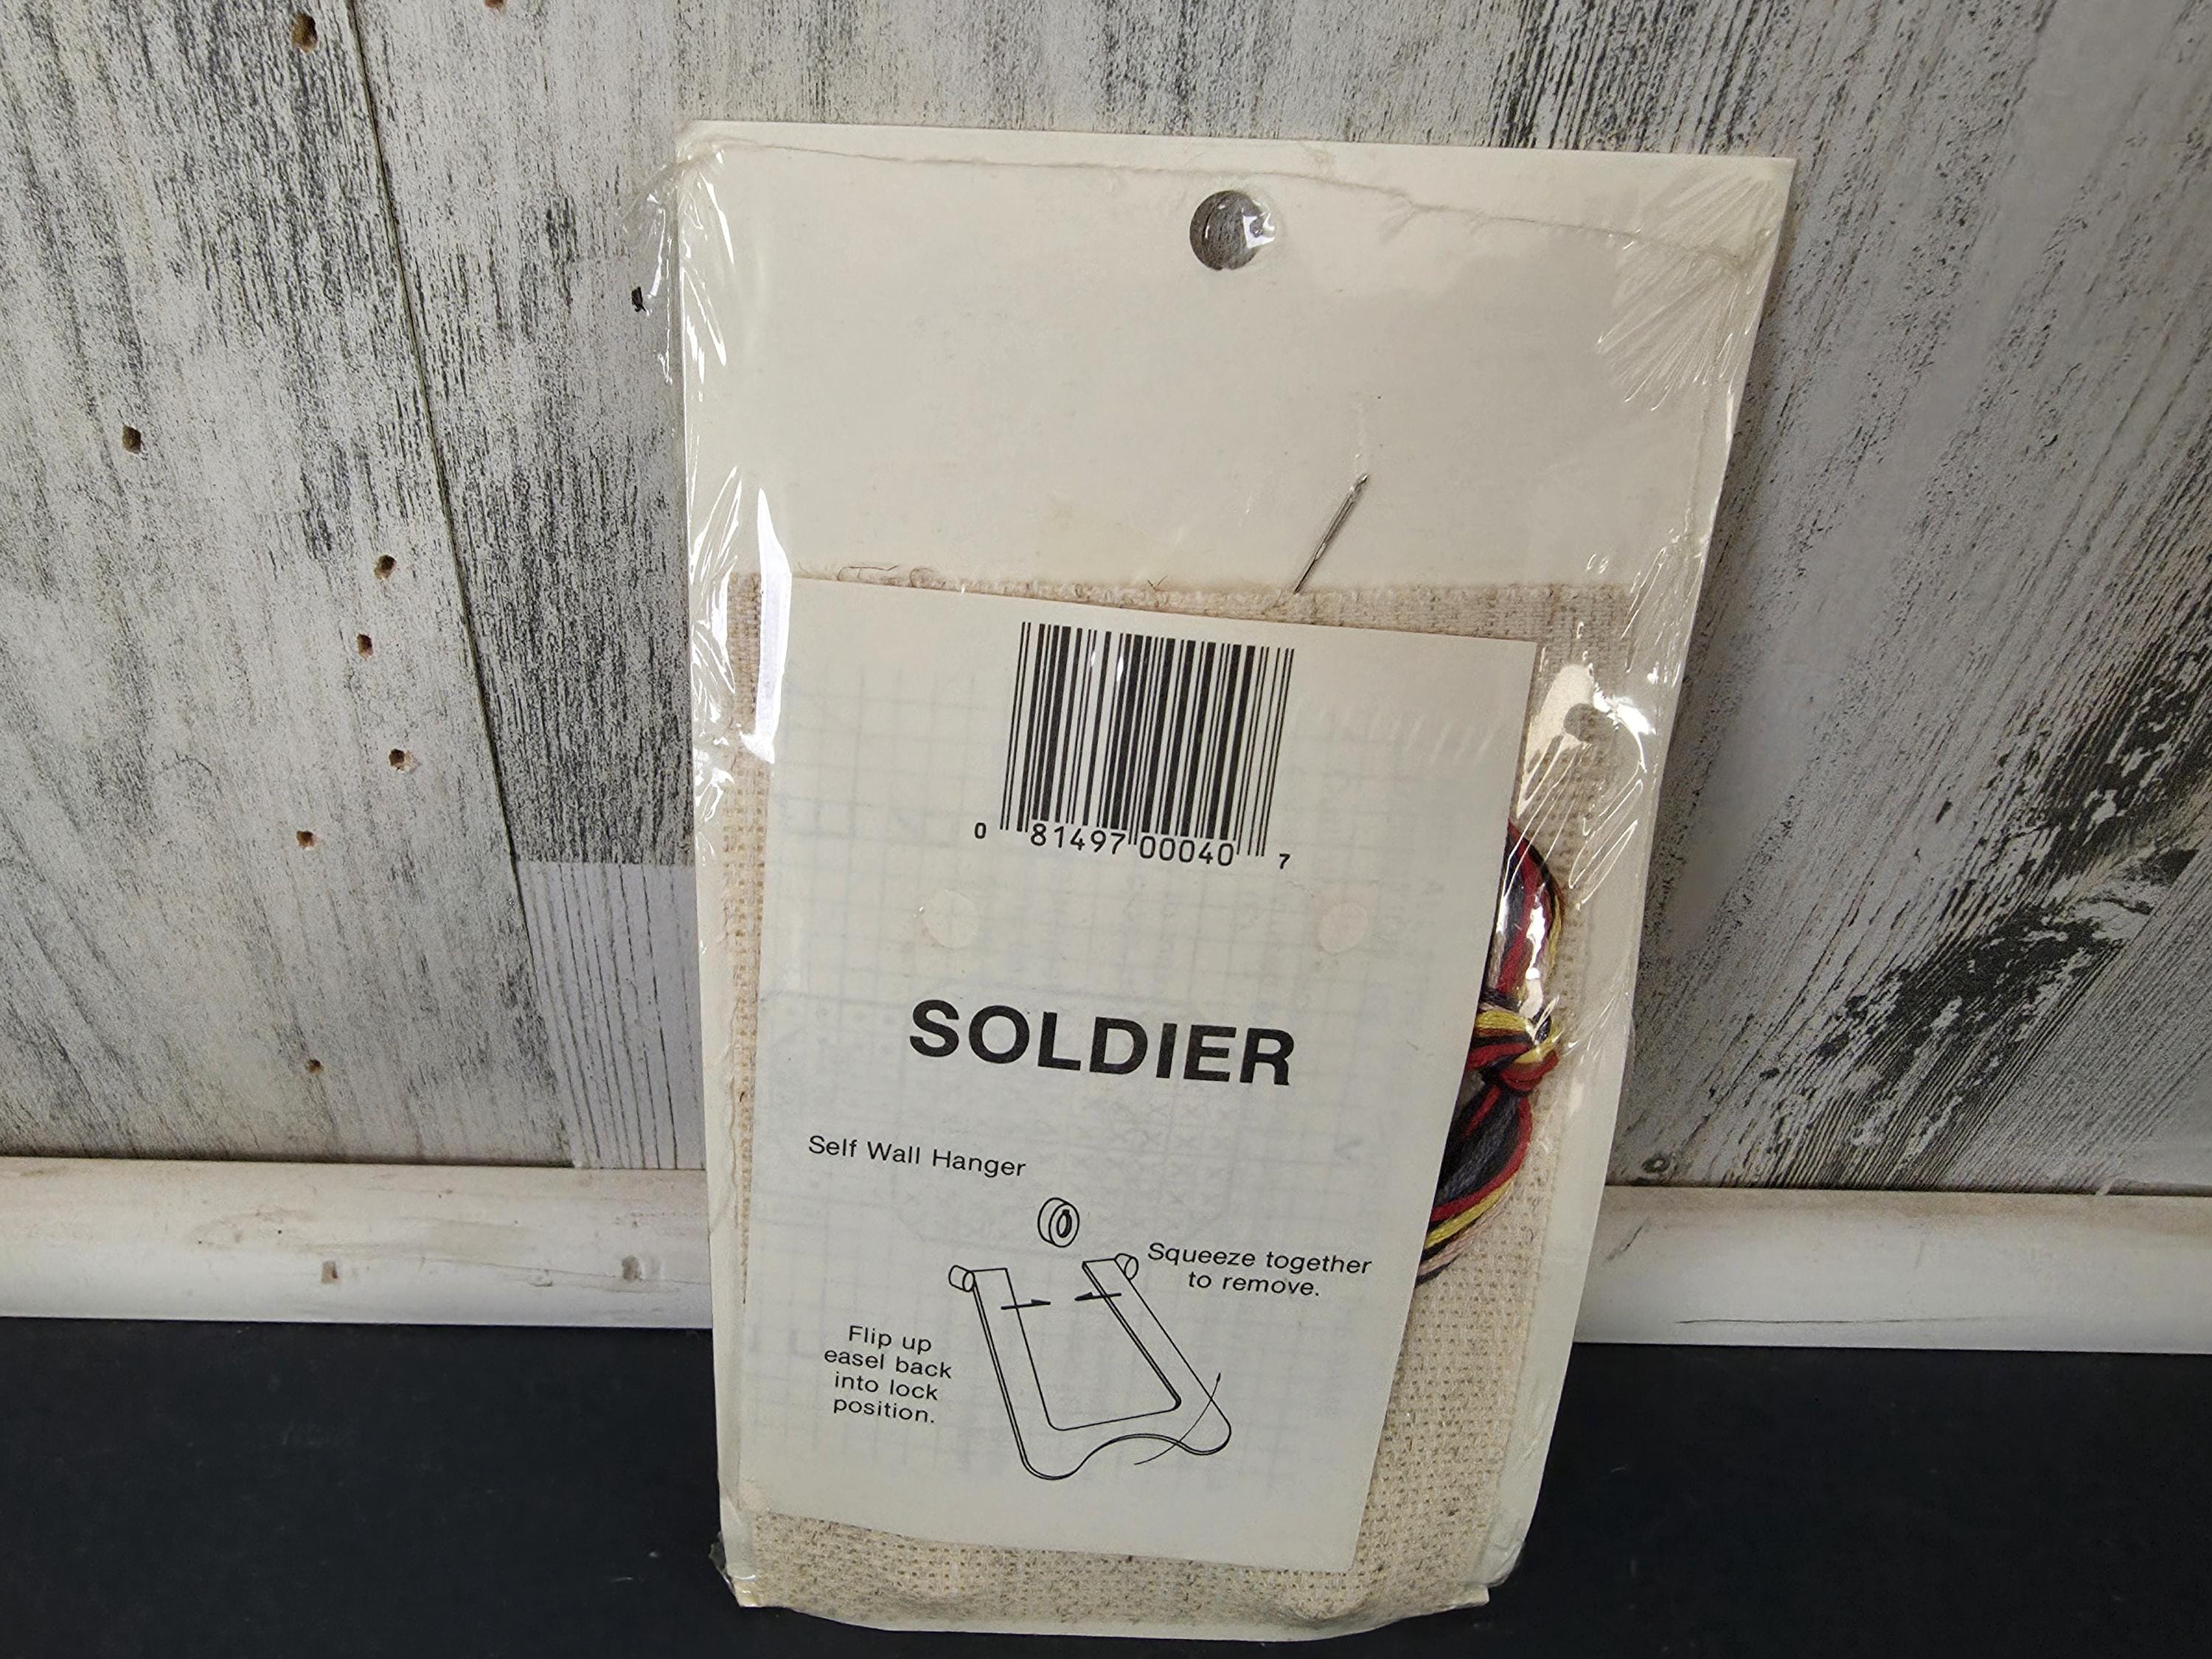 0 81497 00040 7
SOLDIER
Self Wall Hanger
Squeeze together
to remove.
Flip up
easel back
into lock
position.